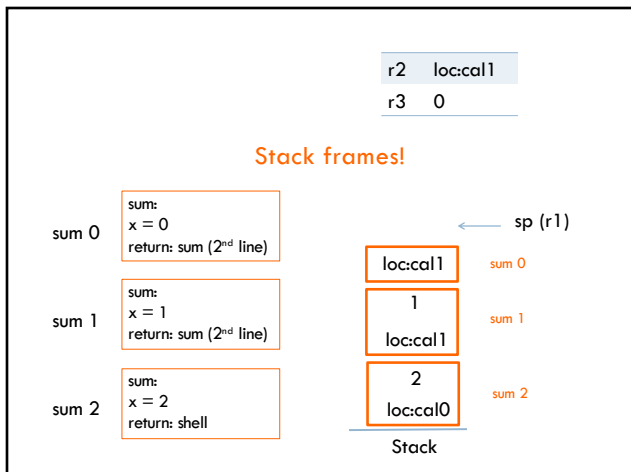 r2 loc:cal1
r3 0
Stack frames!
sum 0
sum:
x = 0
return: sum (2nd line)
sp (r1)
loc:cal1
sum 0
sum 1
sum:
x = 1
return: sum (2nd line)
1
loc:cal1
sum 1
sum 2
sum:
x = 2
return: shell
2
loc:cal0
sum 2
Stack